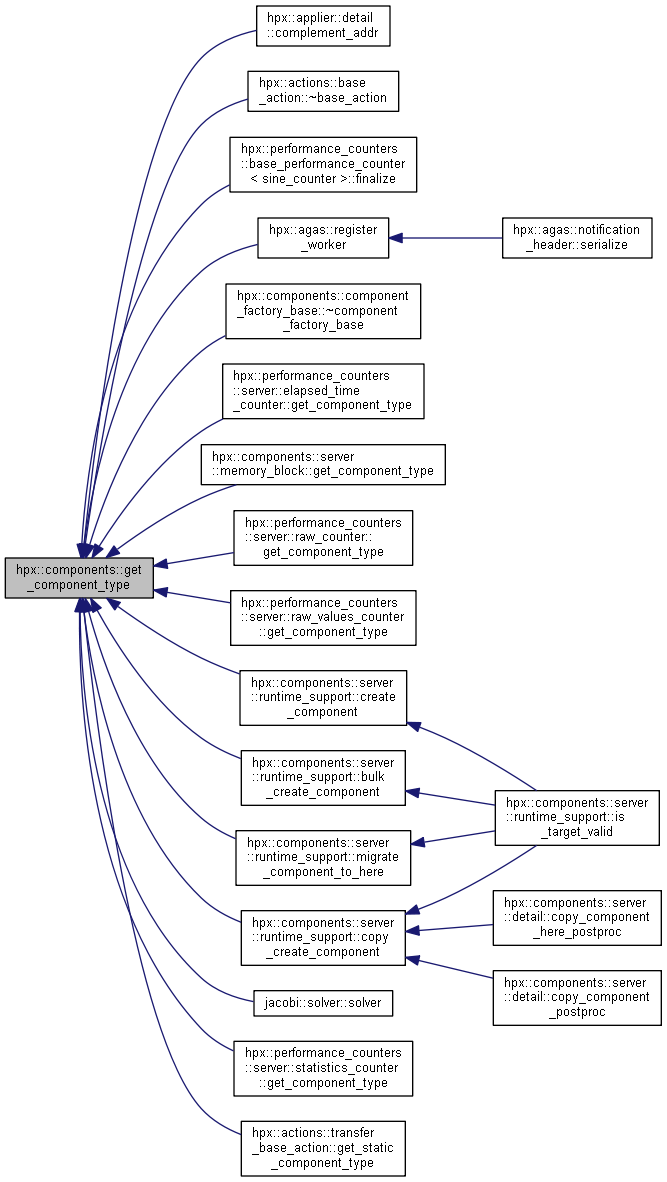 hpx::applier::detail
::complement_addr
hpx::actions::base
_action::~base_action
hpx::performance_counters
::base_performance_counter
< sine_counter >::finalize
hpx::agas::register
_worker
hpx::agas::notification
_header::serialize
hpx::components::component
_factory_base::~component
_factory_base
hpx::performance_counters
::server::elapsed_time
_counter::get_component_type
hpx::components::server
::memory_block::get_component_type
hpx::performance_counters
::server::raw_counter::
get_component_type
hpx::components::get
_component_type
hpx::performance_counters
::server::raw_values_counter
::get_component_type
hpx::components::server
::runtime_support::create
_component
hpx::components::server
::runtime_support::bulk
_create_component
hpx::components::server
::runtime_support::is
_target_valid
hpx::components::server
::runtime_support::migrate
_component_to_here
hpx::components::server
::runtime_support::copy
_create_component
hpx::components::server
::detail::copy_component
_here_postproc
hpx::components::server
::detail::copy_component
_postproc
jacobi::solver::solver
hpx::performance_counters
::server::statistics_counter
::get_component_type
hpx::actions::transfer
_base_action::get_static
_component_type